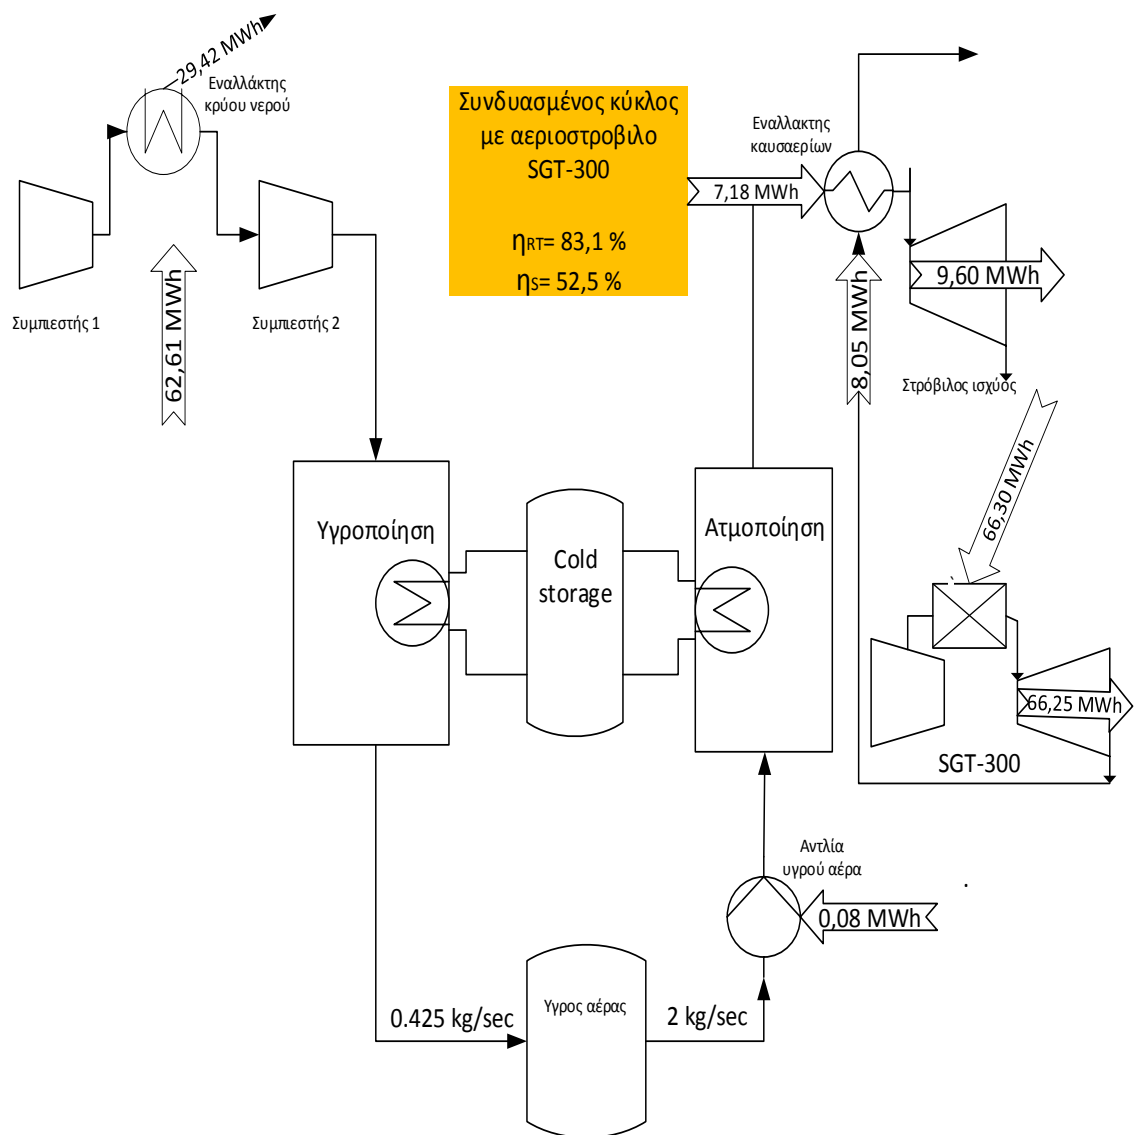 29,42 MWh
Εναλλάκτης
κρύου νερού
Συμπιεστής 1
62,61 MWh
Συμπιεστής 2
Συνδυασμένος κύκλος
με αεριοστροβιλο
SGT-300
ηRT= 83,1 %
ηS= 52,5 %
Εναλλακτης
καυσαερίων
7,18 MWh
9,60 MWh
8,05 MWh
Στρόβιλος ισχύος
66,30 MWh
Υγροποίηση
Cold
storage
Ατμοποίηση
66,25 MWh
SGT-300
Αντλία
υγρού αέρα
0,08 MWh
Υγρος αέρας
0.425 kg/sec
2 kg/sec